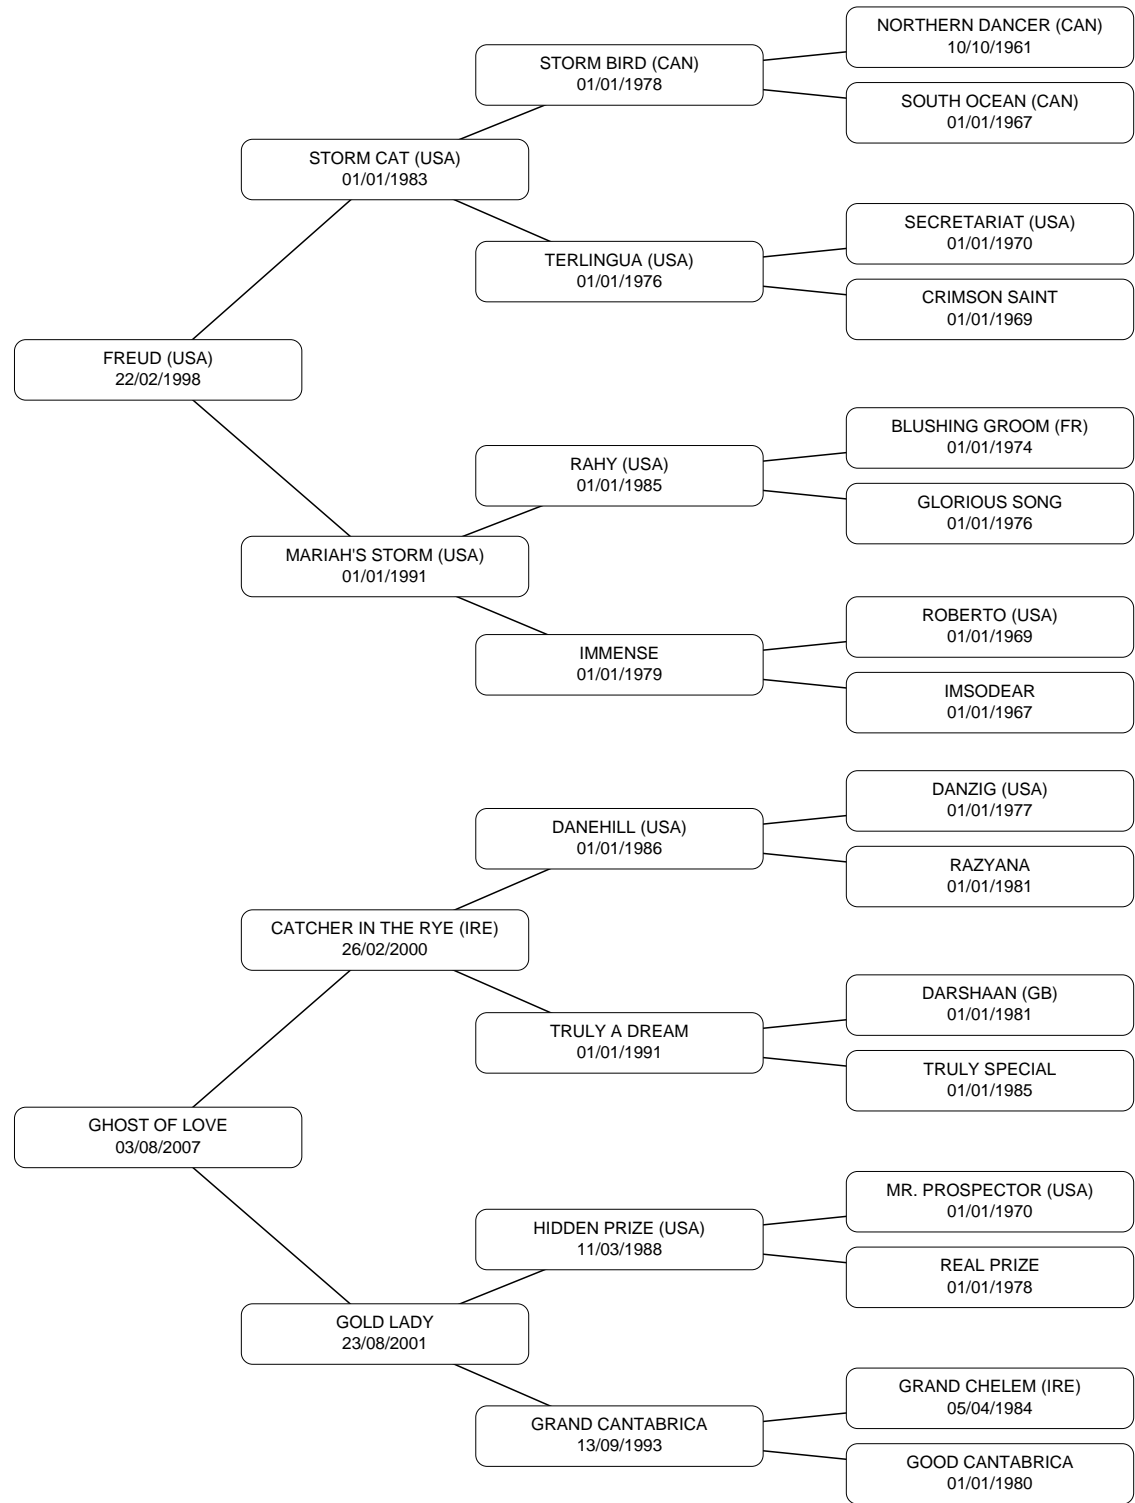 NORTHERN DANCER (CAN)
10/10/1961
STORM BIRD (CAN)
01/01/1978
SOUTH OCEAN (CAN)
01/01/1967
STORM CAT (USA)
01/01/1983
SECRETARIAT (USA)
01/01/1970
TERLINGUA (USA)
01/01/1976
CRIMSON SAINT
01/01/1969
FREUD (USA)
22/02/1998
BLUSHING GROOM (FR)
01/01/1974
RAHY (USA)
01/01/1985
GLORIOUS SONG
01/01/1976
MARIAH'S STORM (USA)
01/01/1991
ROBERTO (USA)
01/01/1969
IMMENSE
01/01/1979
IMSODEAR
01/01/1967
DANZIG (USA)
01/01/1977
DANEHILL (USA)
01/01/1986
RAZYANA
01/01/1981
CATCHER IN THE RYE (IRE)
26/02/2000
DARSHAAN (GB)
01/01/1981
TRULY A DREAM
01/01/1991
TRULY SPECIAL
01/01/1985
GHOST OF LOVE
03/08/2007
MR. PROSPECTOR (USA)
01/01/1970
HIDDEN PRIZE (USA)
11/03/1988
REAL PRIZE
01/01/1978
GOLD LADY
23/08/2001
GRAND CHELEM (IRE)
05/04/1984
GRAND CANTABRICA
13/09/1993
GOOD CANTABRICA
01/01/1980